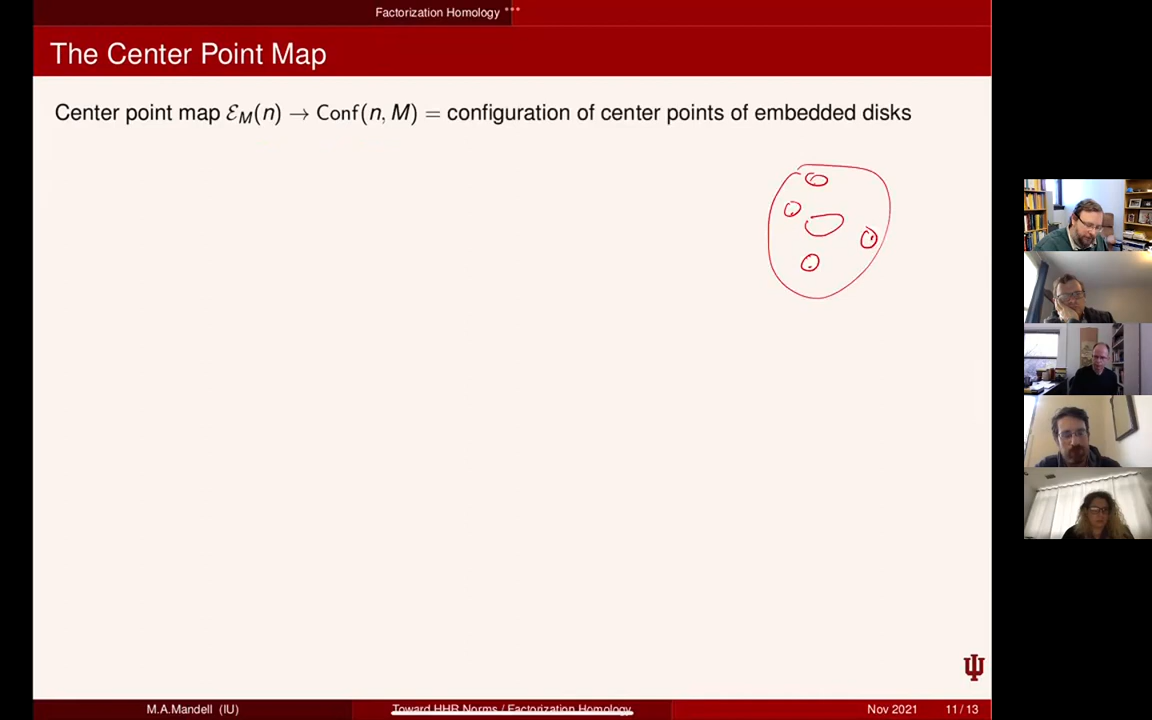 Factorization Homology
The Center Point Map
Center point map ℰ_M(n) → Conf(n, M) = configuration of center points of embedded disks
M.A.Mandell (IU) Toward HHR Norms / Factorization Homology Nov 2021 11 / 13